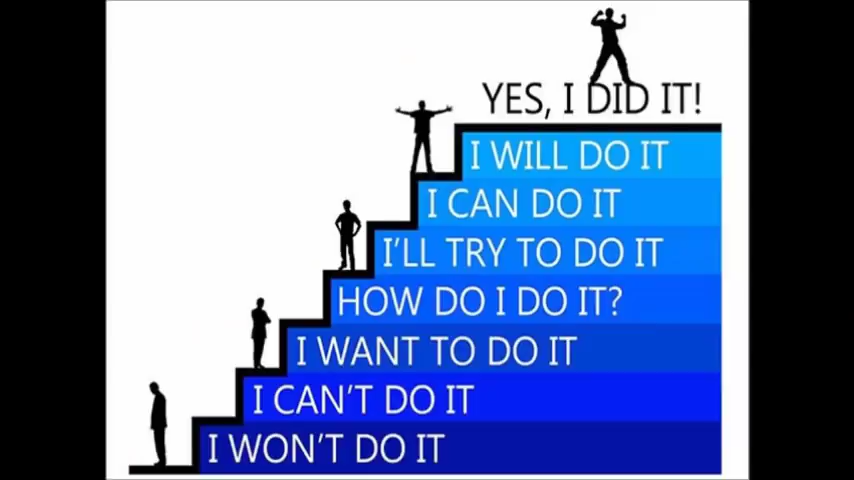 YES, I DID IT!
I WILL DO IT
I CAN DO IT
I'LL TRY TO DO IT
HOW DO I DO IT?
I WANT TO DO IT
I CAN'T DO IT
I WON'T DO IT